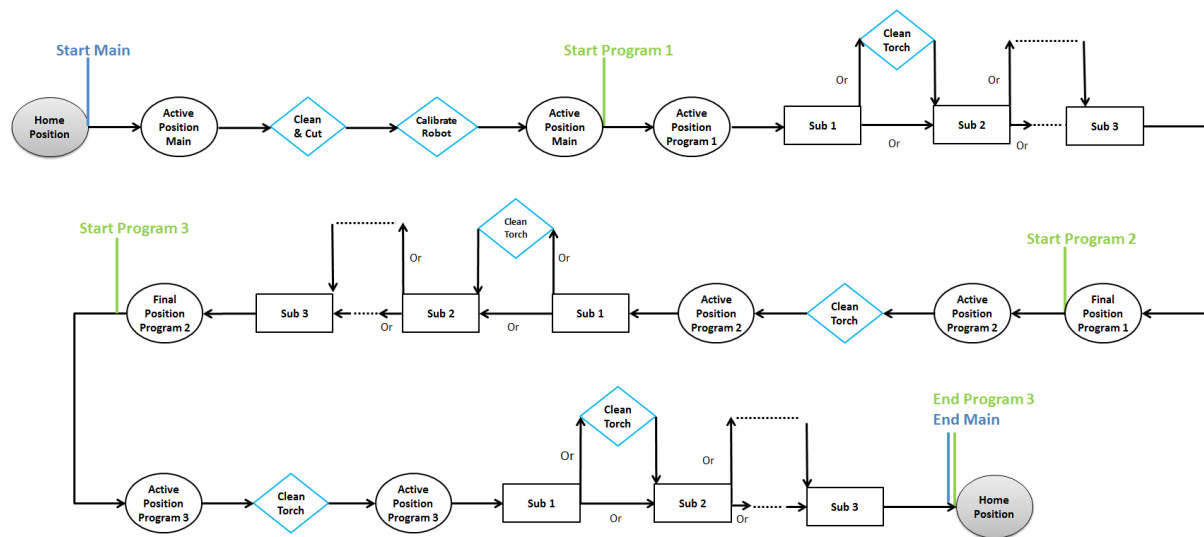 Start Main
Start Program 1
Clean
Torch
Or
Or
Home
Position
Active
Position
Main
Clean
& Cut
Calibrate
Robot
Active
Position
Main
Active
Position
Program 1
Sub 1
Or
Sub 2
Or
Sub 3
Start Program 3
Start Program 2
Clean
Torch
Or
Or
Final
Position
Program 2
Sub 3
Or
Sub 2
Or
Sub 1
Active
Position
Program 2
Clean
Torch
Active
Position
Program 2
Final
Position
Program 1
Clean
Torch
Or
Or
End Program 3
End Main
Active
Position
Program 3
Clean
Torch
Active
Position
Program 3
Sub 1
Or
Sub 2
Or
Sub 3
Home
Position